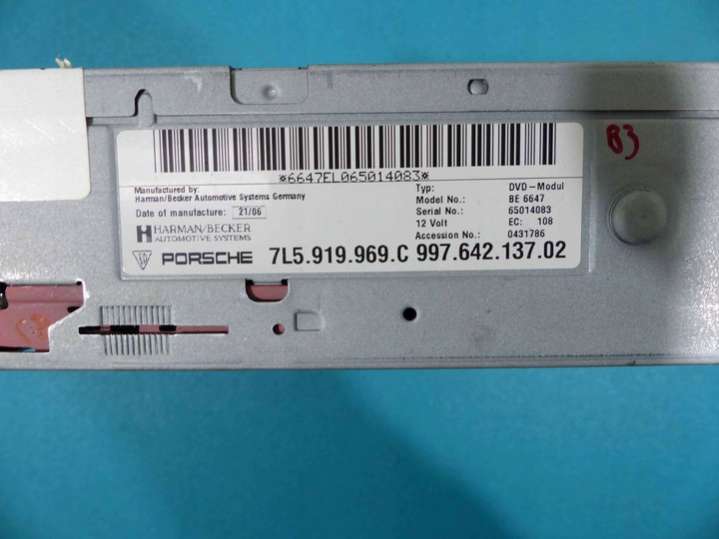 *6647EL065014083*
Manufactured by:
Harman/Becker Automotive Systems Germany
Date of manufacture: 21/06
HARMAN/BECKER
AUTOMOTIVE SYSTEMS
Typ: DVD-Modul
Model No.: BE 6647
Serial No.: 65014083
12 Volt EC: 108
Accession No.: 0431786
PORSCHE 7L5.919.969.C 997.642.137.02
B3